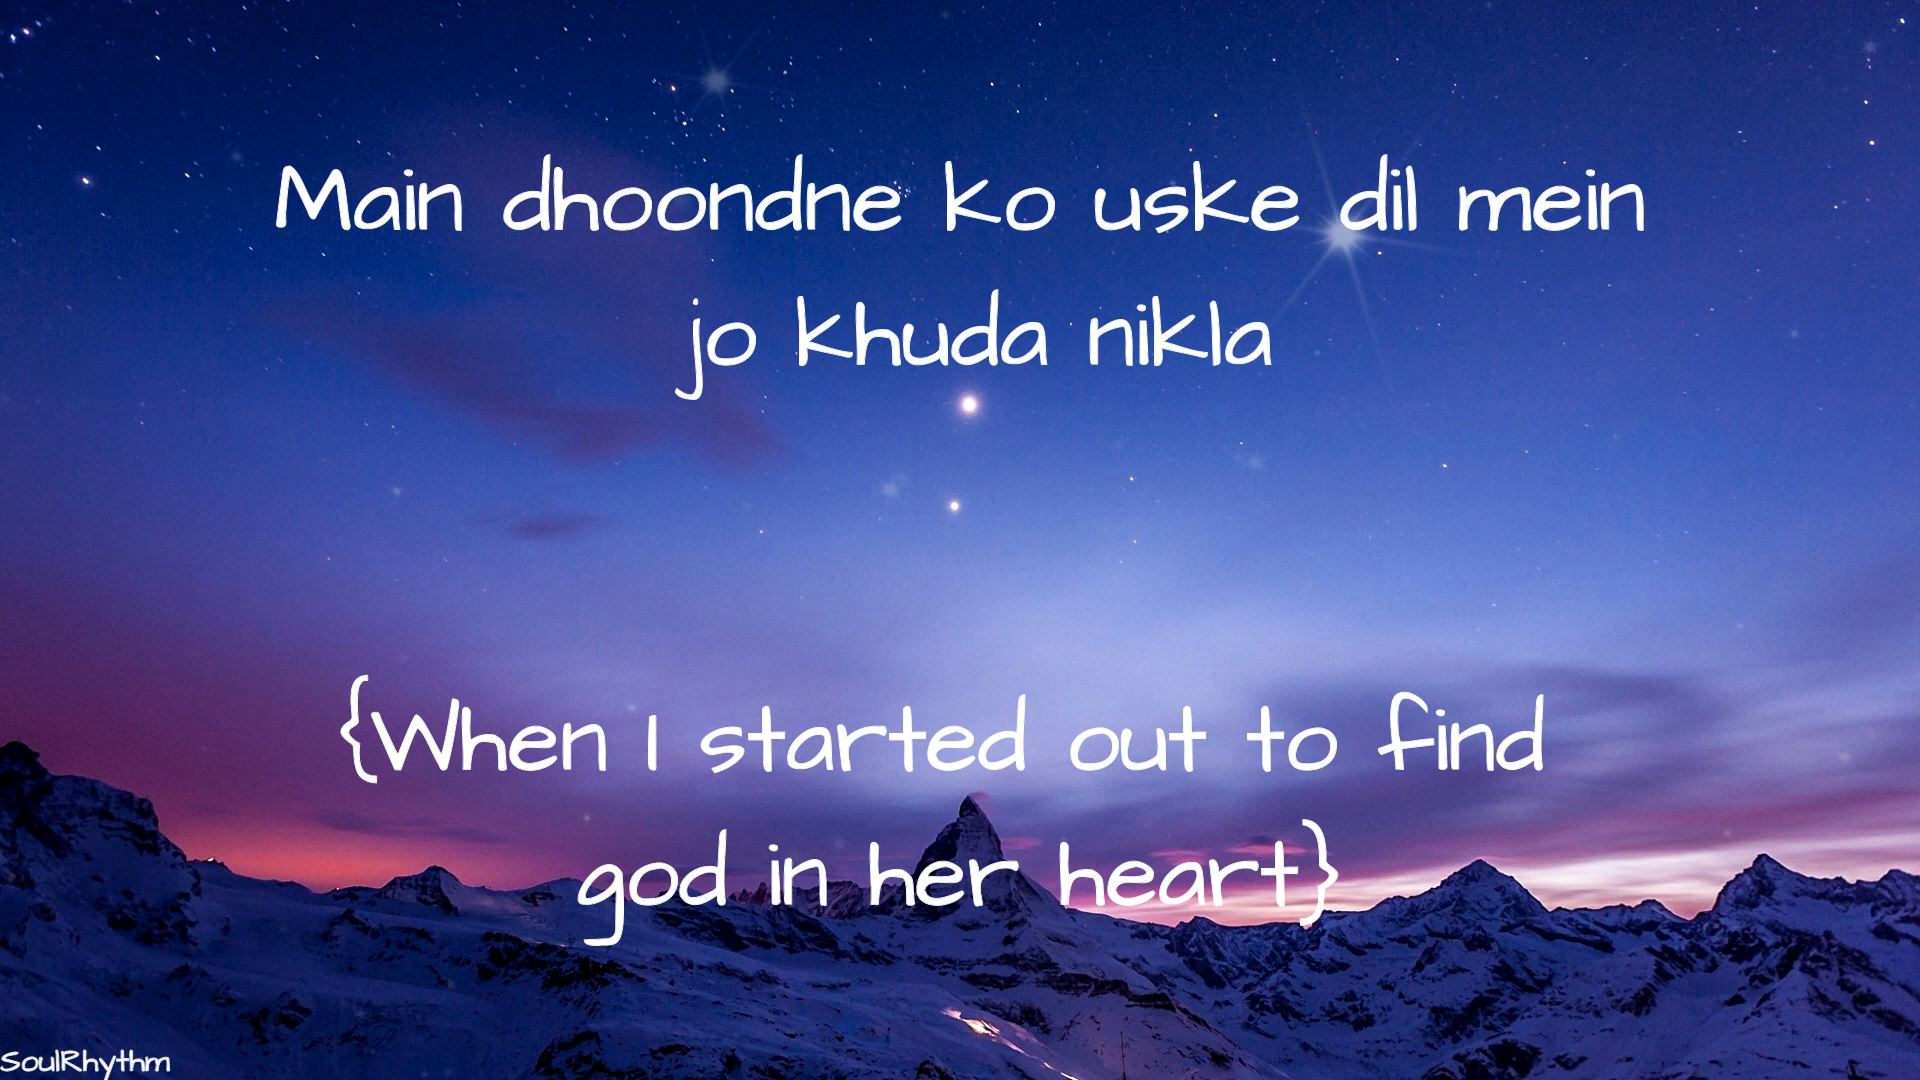 Main dhoondne ko uske dil mein
jo khuda nikla
{When I started out to find
god in her heart}
SoulRhythm